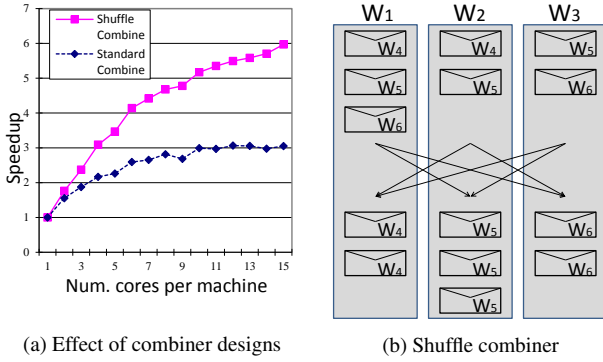 7
6
5
4
3
2
1
0
Speedup
Shuffle
Combine
Standard
Combine
1 3 5 7 9 11 13 15
Num. cores per machine
(a) Effect of combiner designs
W1 W2 W3
W4 W4 W5
W5 W5 W6
W6
W4 W5 W6
W4 W5 W6
W5
(b) Shuffle combiner